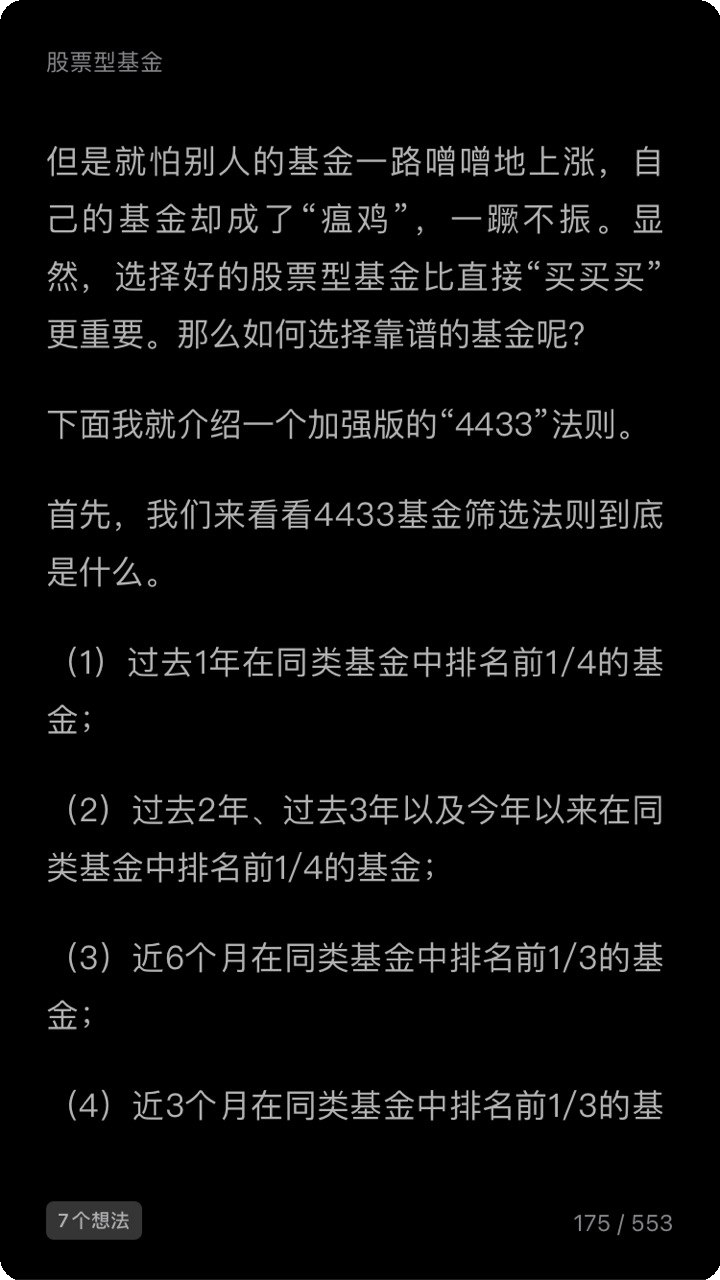 股票型基金
但是就怕别人的基金一路噌噌地上涨，自
己的基金却成了“瘟鸡”，一蹶不振。显
然，选择好的股票型基金比直接“买买买”
更重要。那么如何选择靠谱的基金呢？
下面我就介绍一个加强版的“4433”法则。
首先，我们来看看4433基金筛选法则到底
是什么。
（1）过去1年在同类基金中排名前1/4的基
金；
（2）过去2年、过去3年以及今年以来在同
类基金中排名前1/4的基金；
（3）近6个月在同类基金中排名前1/3的基
金；
（4）近3个月在同类基金中排名前1/3的基
7个想法
175 / 553